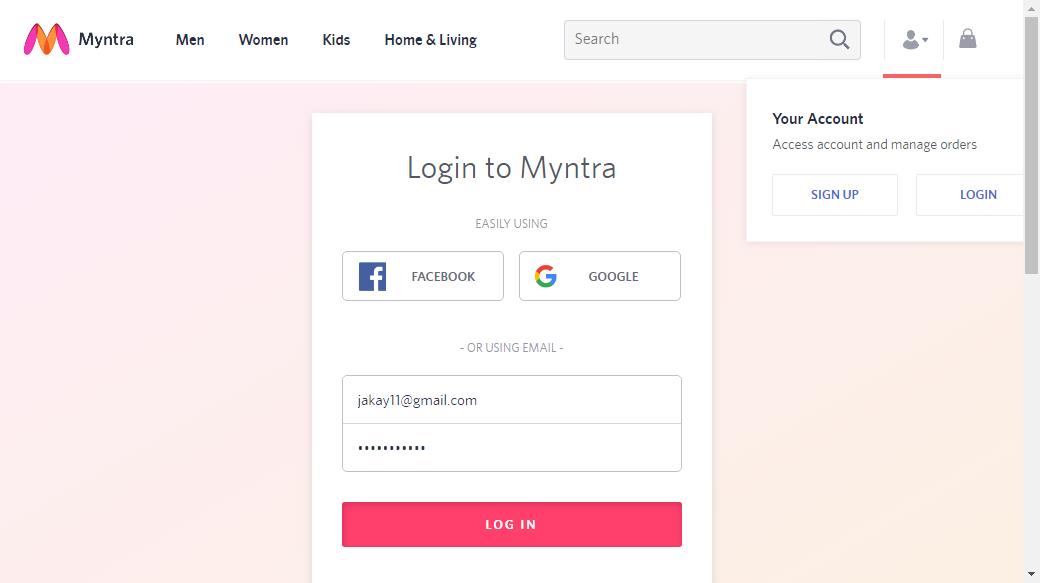 Myntra Men Women Kids Home & Living Search
Your Account
Access account and manage orders
SIGN UP LOGIN
Login to Myntra
EASILY USING
FACEBOOK GOOGLE
- OR USING EMAIL -
jakay11@gmail.com
•••••••••••
LOG IN